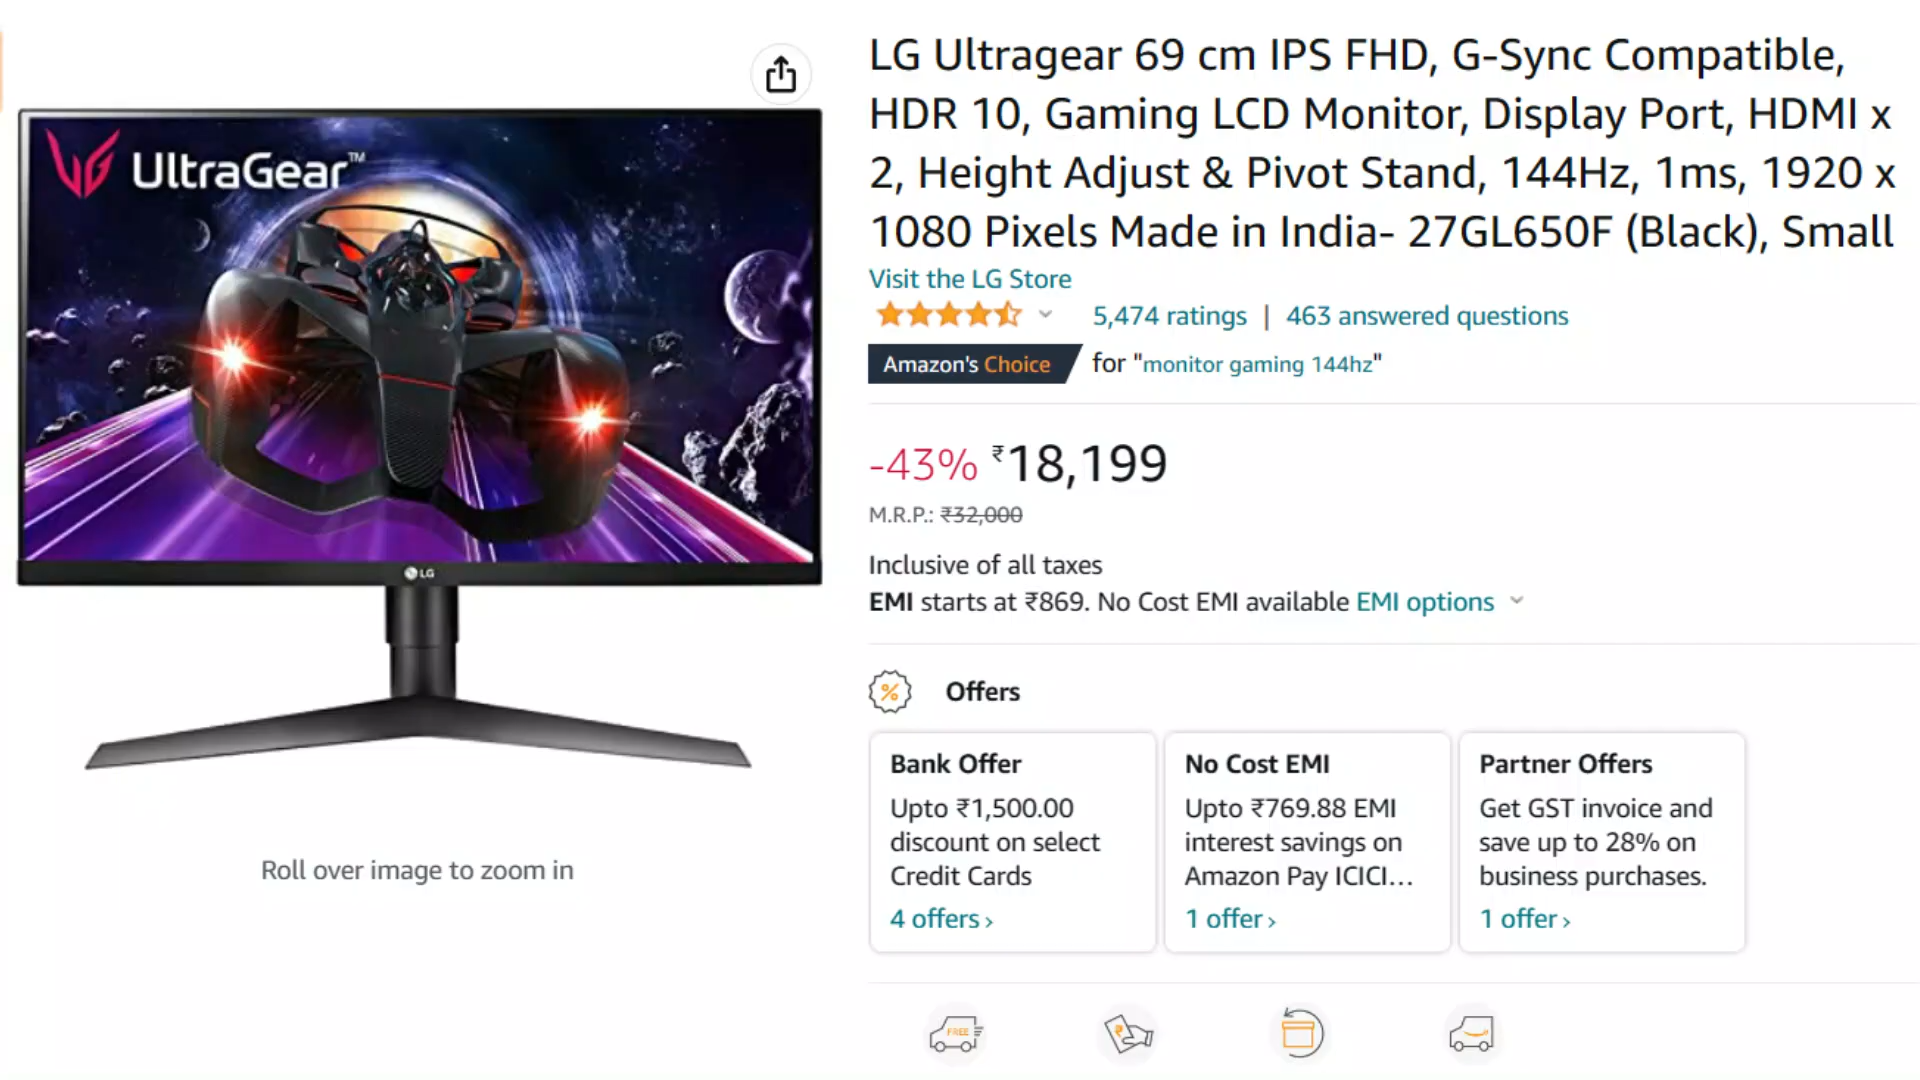 LG Ultragear 69 cm IPS FHD, G-Sync Compatible,
HDR 10, Gaming LCD Monitor, Display Port, HDMI x
2, Height Adjust & Pivot Stand, 144Hz, 1ms, 1920 x
1080 Pixels Made in India- 27GL650F (Black), Small
Visit the LG Store
5,474 ratings | 463 answered questions
Amazon's Choice for "monitor gaming 144hz"
-43% ₹18,199
M.R.P.: ₹32,000
Inclusive of all taxes
EMI starts at ₹869. No Cost EMI available EMI options
% Offers
Bank Offer
Upto ₹1,500.00
discount on select
Credit Cards
4 offers ›
No Cost EMI
Upto ₹769.88 EMI
interest savings on
Amazon Pay ICICI...
1 offer ›
Partner Offers
Get GST invoice and
save up to 28% on
business purchases.
1 offer ›
FREE
₹
UltraGear™
LG
Roll over image to zoom in